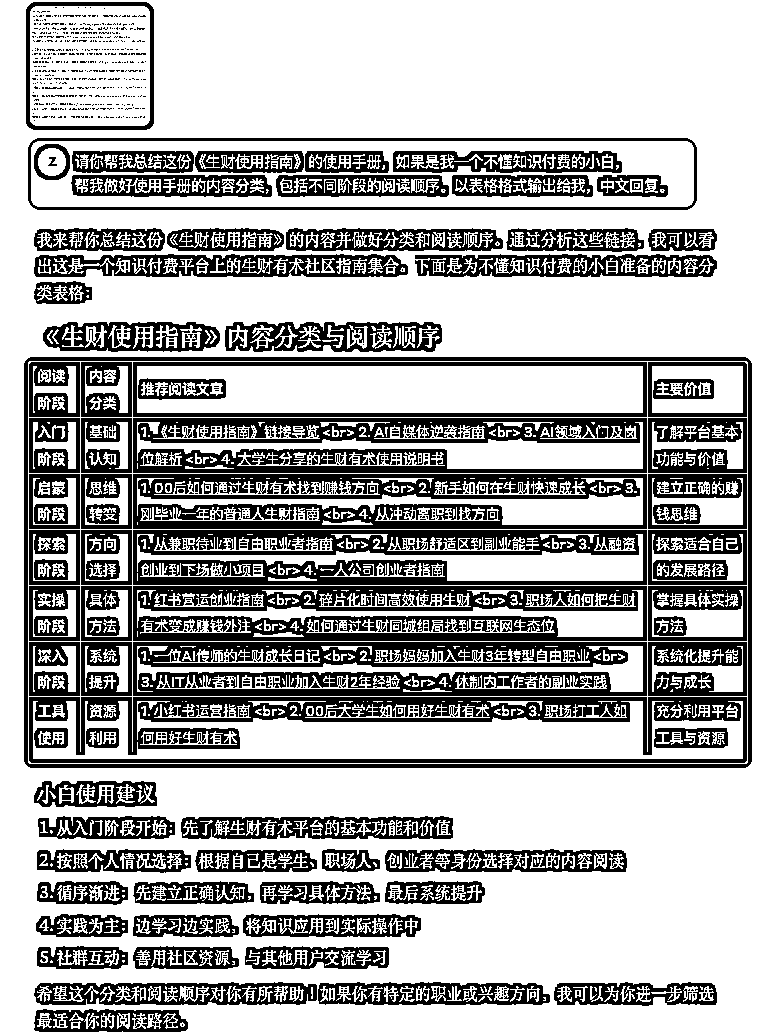 Z
请你帮我总结这份《生财使用指南》的使用手册，如果是我一个不懂知识付费的小白，
帮我做好使用手册的内容分类，包括不同阶段的阅读顺序。以表格格式输出给我，中文回复。
我来帮你总结这份《生财使用指南》的内容并做好分类和阅读顺序。通过分析这些链接，我可以看
出这是一个知识付费平台上的生财有术社区指南集合。下面是为不懂知识付费的小白准备的内容分
类表格：
《生财使用指南》内容分类与阅读顺序
阅读 内容 推荐阅读文章 主要价值
阶段 分类
入门 基础 1.《生财使用指南》链接导览 <br> 2. AI自媒体逆袭指南 <br> 3. AI领域入门及岗 了解平台基本
阶段 认知 位解析 <br> 4. 大学生分享的生财有术使用说明书 功能与价值
启蒙 思维 1. 00后如何通过生财有术找到赚钱方向 <br> 2. 新手如何在生财快速成长 <br> 3. 建立正确的赚
阶段 转变 刚毕业一年的普通人生财指南 <br> 4. 从冲动离职到找方向 钱思维
探索 方向 1. 从兼职待业到自由职业者指南 <br> 2. 从职场舒适区到副业能手 <br> 3. 从融资 探索适合自己
阶段 选择 创业到下场做小项目 <br> 4. 一人公司创业者指南 的发展路径
实操 具体 1. 红书营运创业指南 <br> 2. 碎片化时间高效使用生财 <br> 3. 职场人如何把生财 掌握具体实操
阶段 方法 有术变成赚钱外注 <br> 4. 如何通过生财同城组局找到互联网生态位 方法
深入 系统 1. 一位AI传师的生财成长日记 <br> 2. 职场妈妈加入生财3年转型自由职业 <br> 系统化提升能
阶段 提升 3. 从IT从业者到自由职业加入生财2年经验 <br> 4. 体制内工作者的副业实践 力与成长
工具 资源 1. 小红书运营指南 <br> 2. 00后大学生如何用好生财有术 <br> 3. 职场打工人如 充分利用平台
使用 利用 何用好生财有术 工具与资源
小白使用建议
1. 从入门阶段开始：先了解生财有术平台的基本功能和价值
2. 按照个人情况选择：根据自己是学生、职场人、创业者等身份选择对应的内容阅读
3. 循序渐进：先建立正确认知，再学习具体方法，最后系统提升
4. 实践为主：边学习边实践，将知识应用到实际操作中
5. 社群互动：善用社区资源，与其他用户交流学习
希望这个分类和阅读顺序对你有所帮助！如果你有特定的职业或兴趣方向，我可以为你进一步筛选
最适合你的阅读路径。